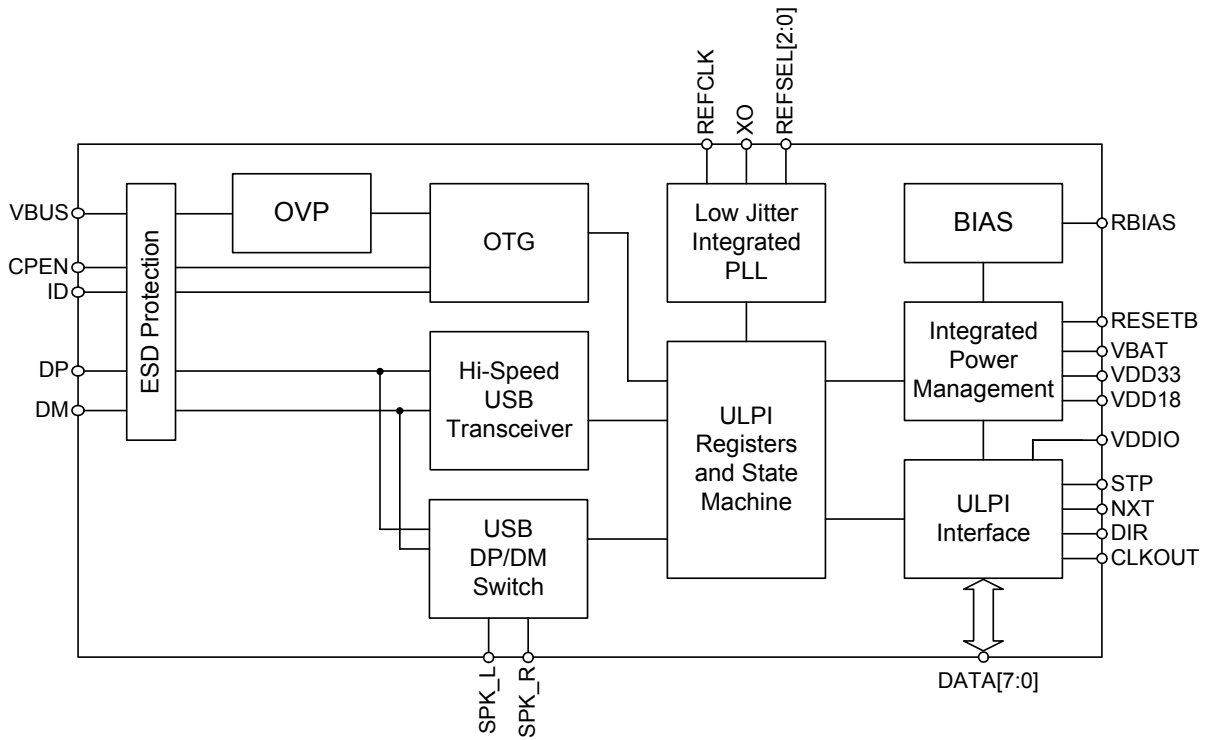 REFCLK
XO
REFSEL[2:0]
VBUS
CPEN
ID
DP
DM
ESD Protection
OVP
OTG
Hi-Speed
USB
Transceiver
USB
DP/DM
Switch
SPK_L
SPK_R
Low Jitter
Integrated
PLL
ULPI
Registers
and State
Machine
BIAS
Integrated
Power
Management
ULPI
Interface
RBIAS
RESETB
VBAT
VDD33
VDD18
VDDIO
STP
NXT
DIR
CLKOUT
DATA[7:0]